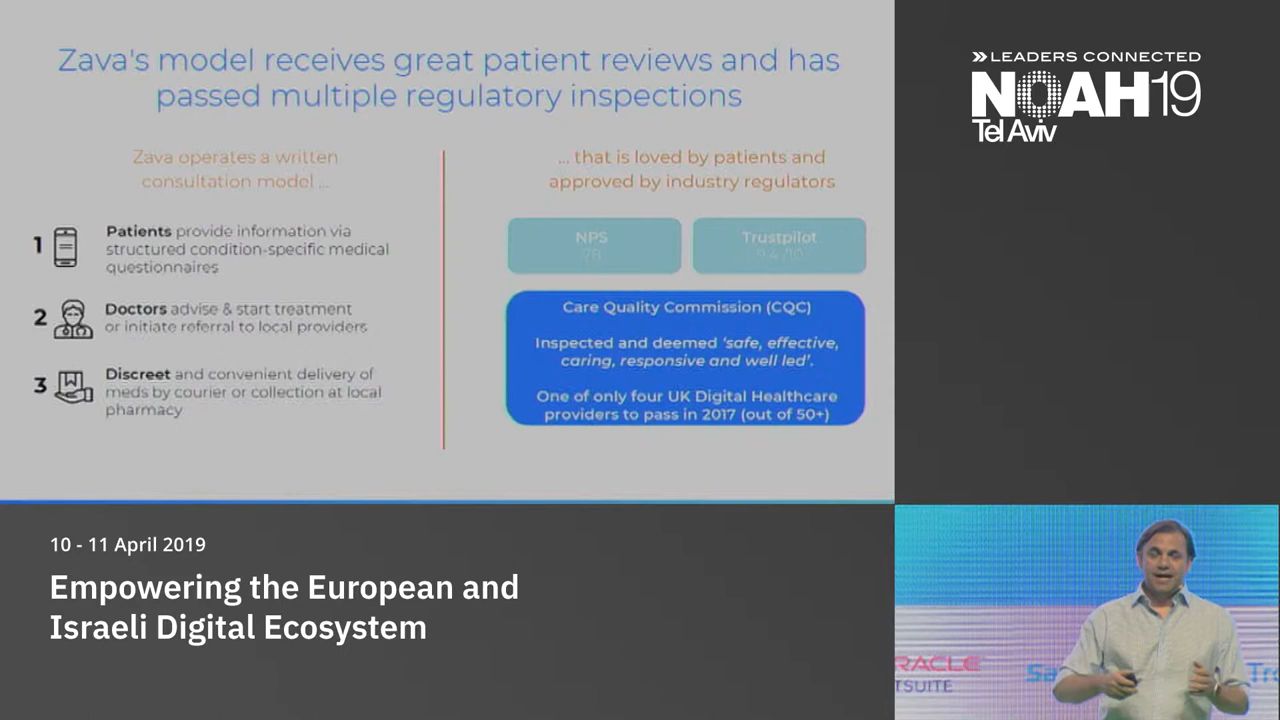 Zava's model receives great patient reviews and has
passed multiple regulatory inspections
Zava operates a written
consultation model ...
1
Patients provide information via
structured condition-specific medical
questionnaires
2
Doctors advise & start treatment
or initiate referral to local providers
3
Discreet and convenient delivery of
meds by courier or collection at local
pharmacy
... that is loved by patients and
approved by industry regulators
NPS
Trustpilot
Care Quality Commission (CQC)
Inspected and deemed 'safe, effective,
caring, responsive and well led'.
One of only four UK Digital Healthcare
providers to pass in 2017 (out of 50+)
LEADERS CONNECTED
NOAH19
Tel Aviv
10 - 11 April 2019
Empowering the European and
Israeli Digital Ecosystem
RACLE
TSUITE
Sa
Tr